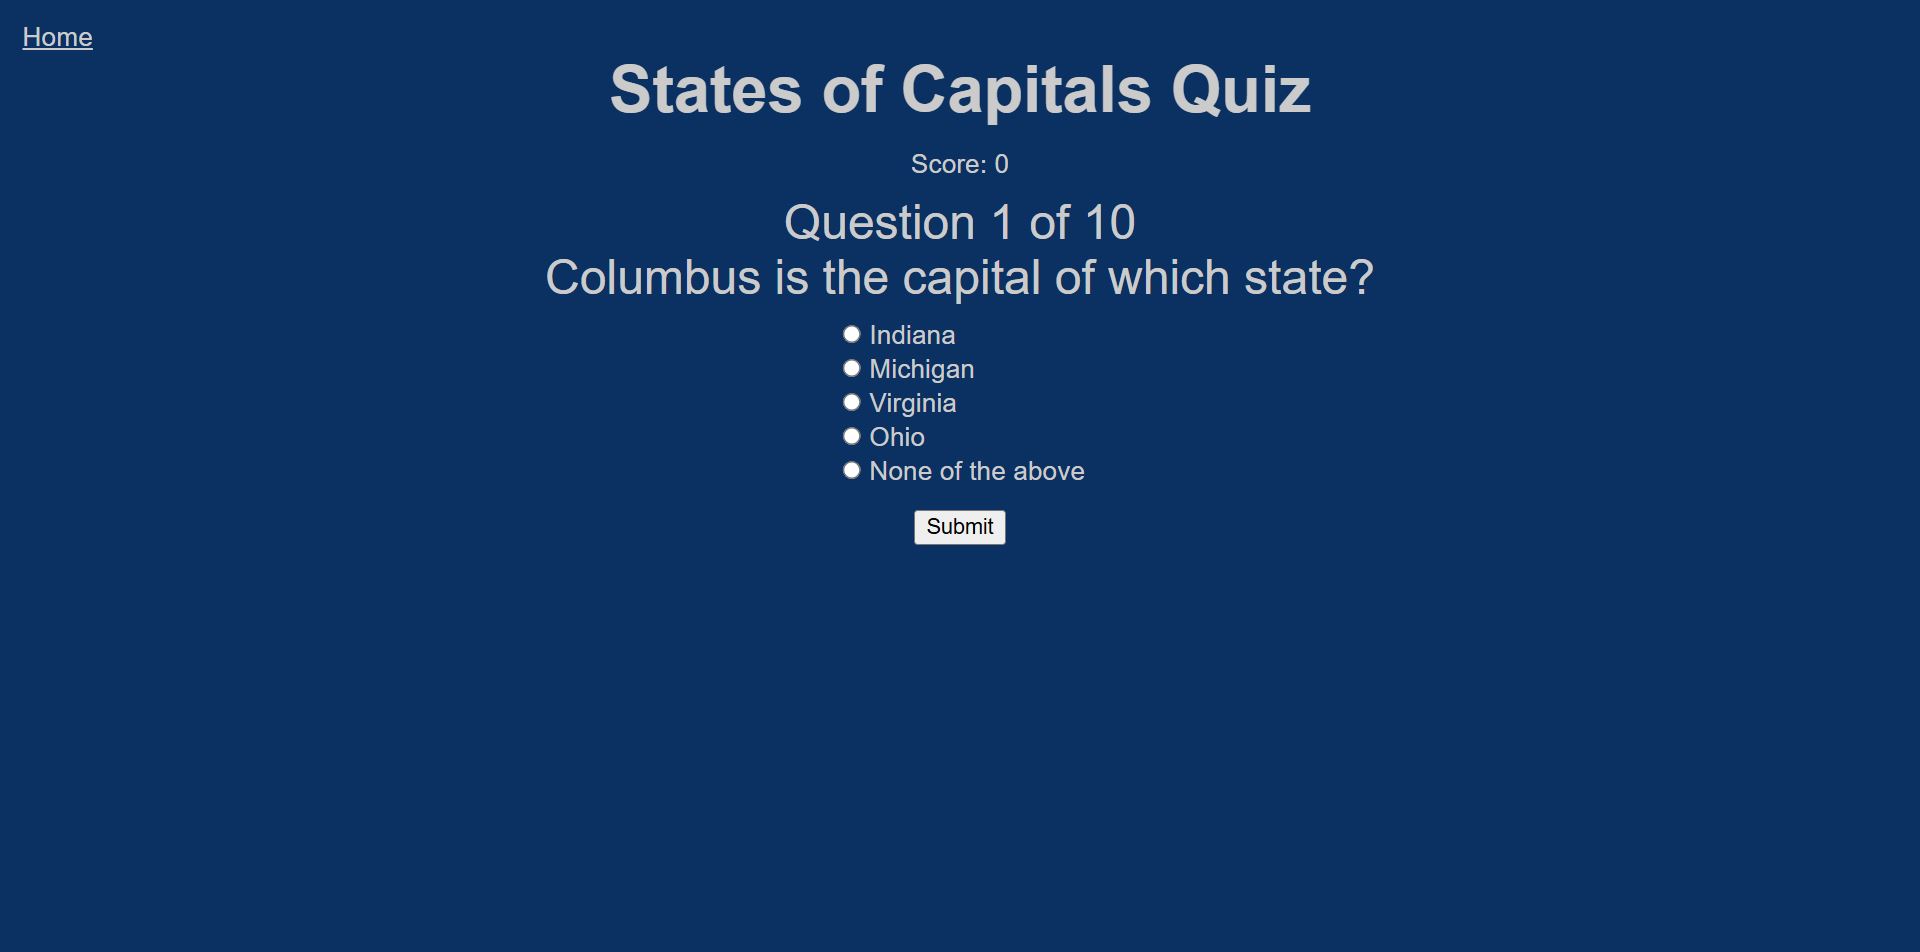 Home
States of Capitals Quiz
Score: 0
Question 1 of 10
Columbus is the capital of which state?
Indiana
Michigan
Virginia
Ohio
None of the above
Submit